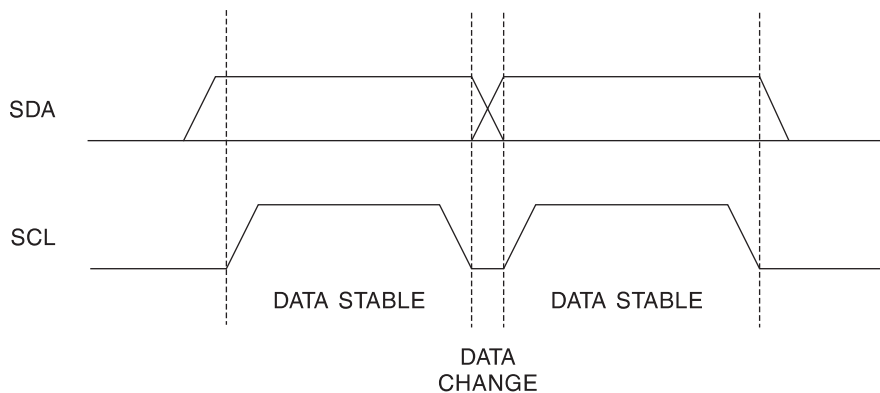 SDA
SCL
DATA STABLE
DATA STABLE
DATA
CHANGE